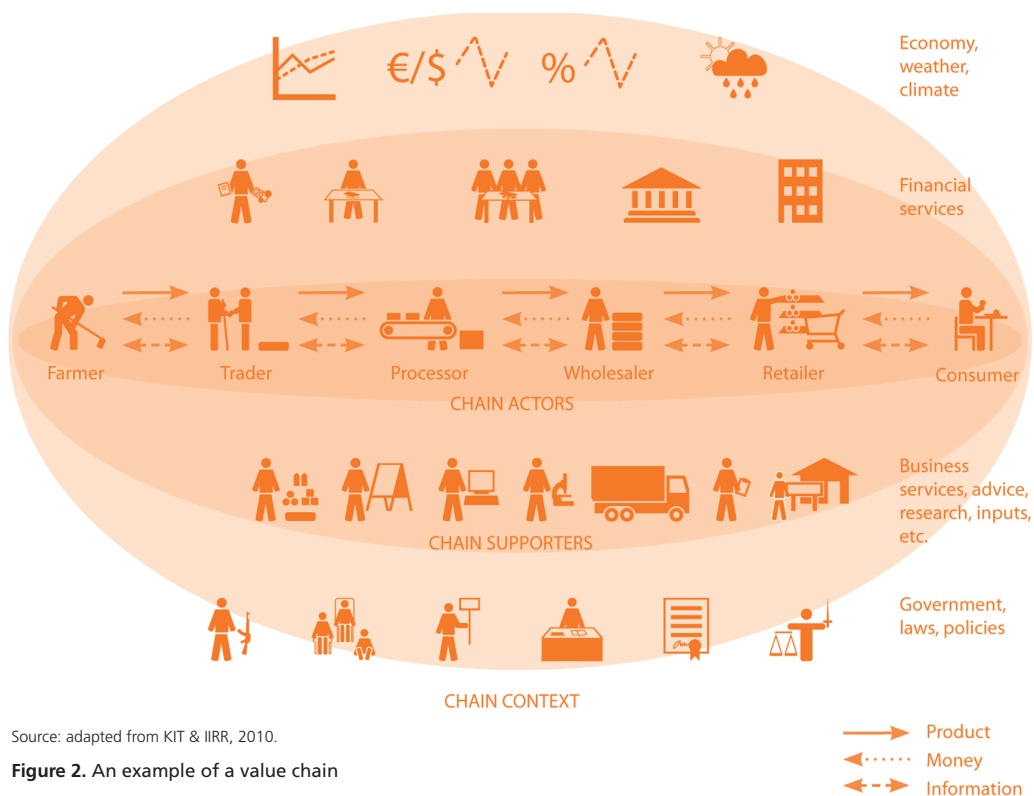 Economy,
weather,
climate
€/$
%
Financial
services
Farmer
Trader
Processor
Wholesaler
Retailer
Consumer
CHAIN ACTORS
Business
services, advice,
research, inputs,
etc.
CHAIN SUPPORTERS
Government,
laws, policies
CHAIN CONTEXT
Source: adapted from KIT & IIRR, 2010.
Figure 2. An example of a value chain
Product
Money
Information